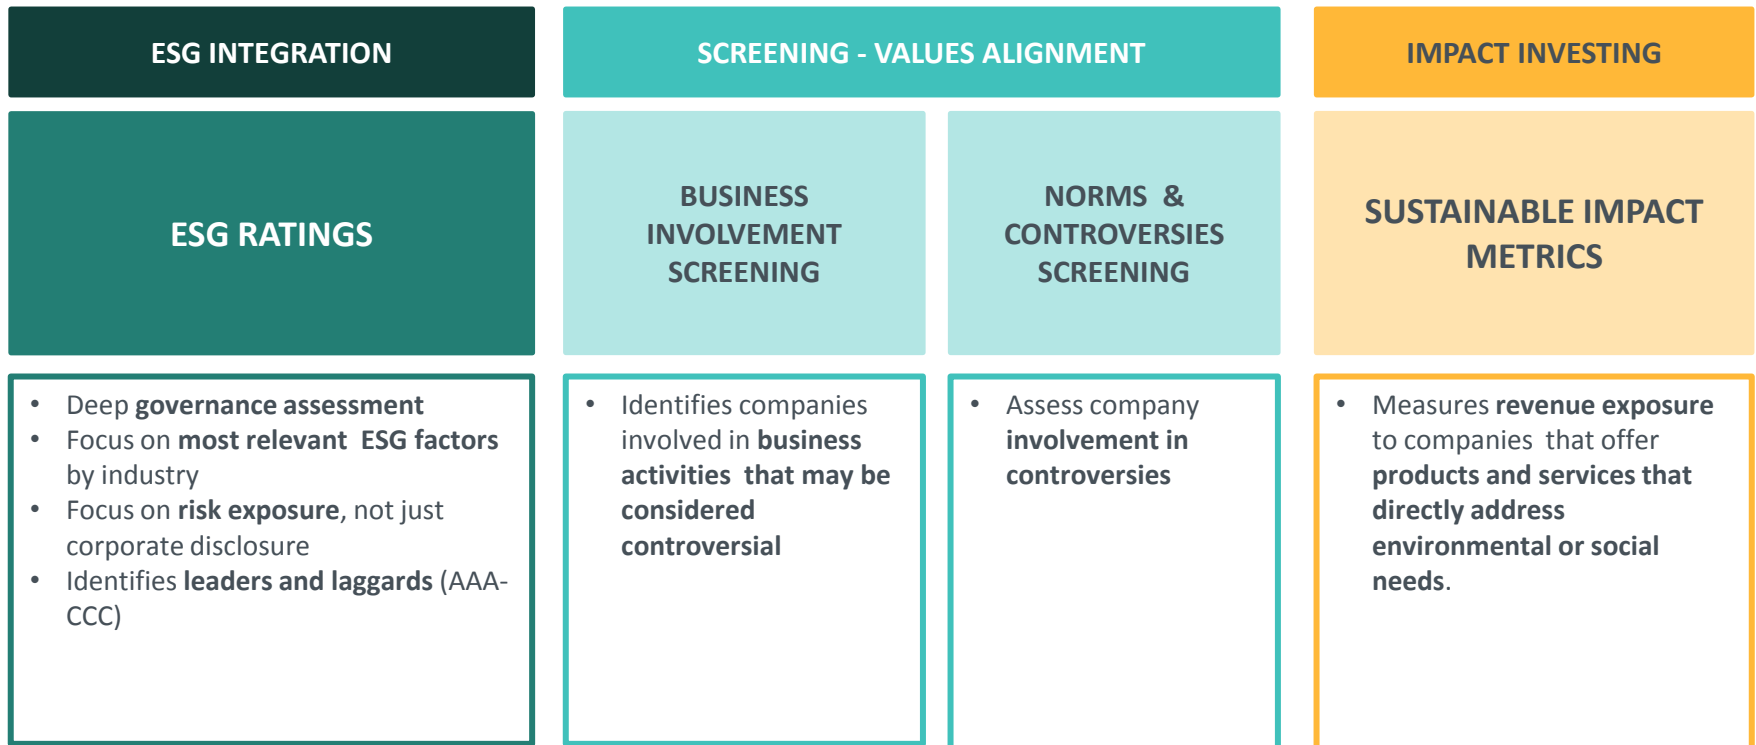 ESG INTEGRATION
SCREENING - VALUES ALIGNMENT
IMPACT INVESTING
ESG RATINGS
BUSINESS
INVOLVEMENT
SCREENING
NORMS &
CONTROVERSIES
SCREENING
SUSTAINABLE IMPACT
METRICS
• Deep governance assessment
• Focus on most relevant ESG factors
by industry
• Focus on risk exposure, not just
corporate disclosure
• Identifies leaders and laggards (AAA-
CCC)
• Identifies companies
involved in business
activities that may be
considered
controversial
• Assess company
involvement in
controversies
• Measures revenue exposure
to companies that offer
products and services that
directly address
environmental or social
needs.